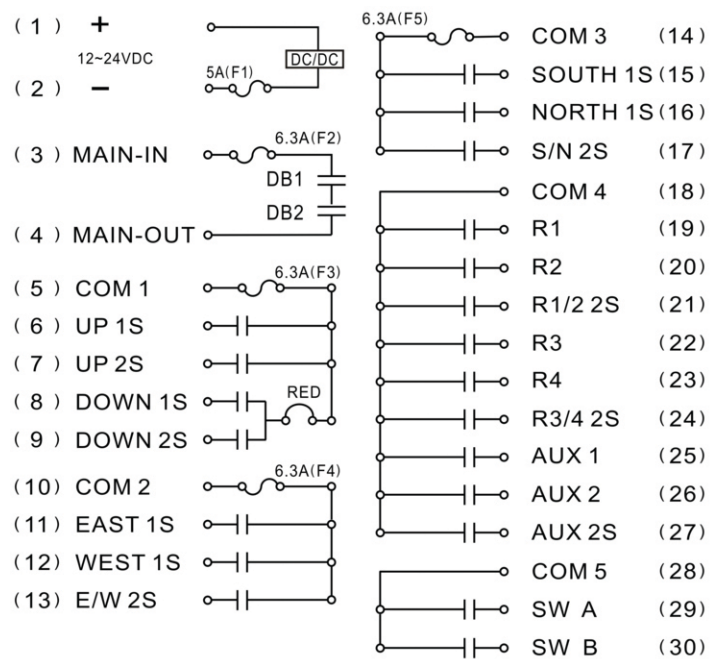 (1) +
12~24VDC
DC/DC
5A(F1)
(2) −
6.3A(F2)
(3) MAIN-IN
DB1
DB2
(4) MAIN-OUT
6.3A(F3)
(5) COM 1
(6) UP 1S
(7) UP 2S
RED
(8) DOWN 1S
(9) DOWN 2S
6.3A(F4)
(10) COM 2
(11) EAST 1S
(12) WEST 1S
(13) E/W 2S
6.3A(F5)
COM 3 (14)
SOUTH 1S (15)
NORTH 1S (16)
S/N 2S (17)
COM 4 (18)
R1 (19)
R2 (20)
R1/2 2S (21)
R3 (22)
R4 (23)
R3/4 2S (24)
AUX 1 (25)
AUX 2 (26)
AUX 2S (27)
COM 5 (28)
SW A (29)
SW B (30)